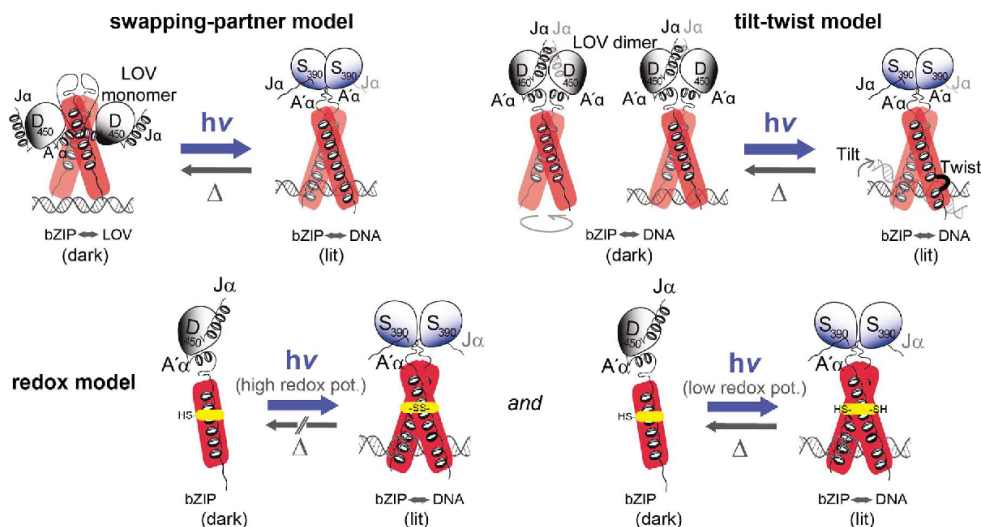 swapping-partner model
tilt-twist model
LOV
monomer
Jα
D
450
A′α
D
450
Jα
hν
Δ
S
390
S
390
Jα
A′α
Jα
bZIP LOV
(dark)
bZIP DNA
(lit)
Jα Jα
LOV dimer
D
450
D
A′α
A′α
Jα Jα
D
450
D
A′α
A′α
bZIP DNA
(dark)
hν
Δ
S
390
S
390
Jα
A′α
Jα
Tilt
Twist
bZIP DNA
(lit)
redox model
Jα
D
450
A′α
HS-
bZIP
(dark)
hν
(high redox pot.)
Δ
S
390
S
390
Jα
A′α
-SS-
bZIP DNA
(lit)
and
Jα
D
450
A′α
HS-
bZIP
(dark)
hν
(low redox pot.)
Δ
S
390
S
390
Jα
A′α
HS- -SH
bZIP DNA
(lit)